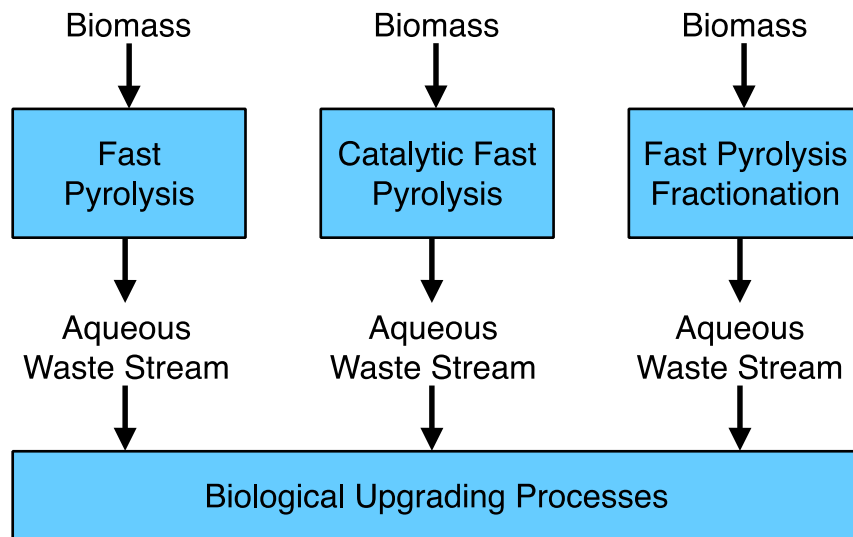 Biomass
Biomass
Biomass
Fast
Pyrolysis
Catalytic Fast
Pyrolysis
Fast Pyrolysis
Fractionation
Aqueous
Waste Stream
Aqueous
Waste Stream
Aqueous
Waste Stream
Biological Upgrading Processes